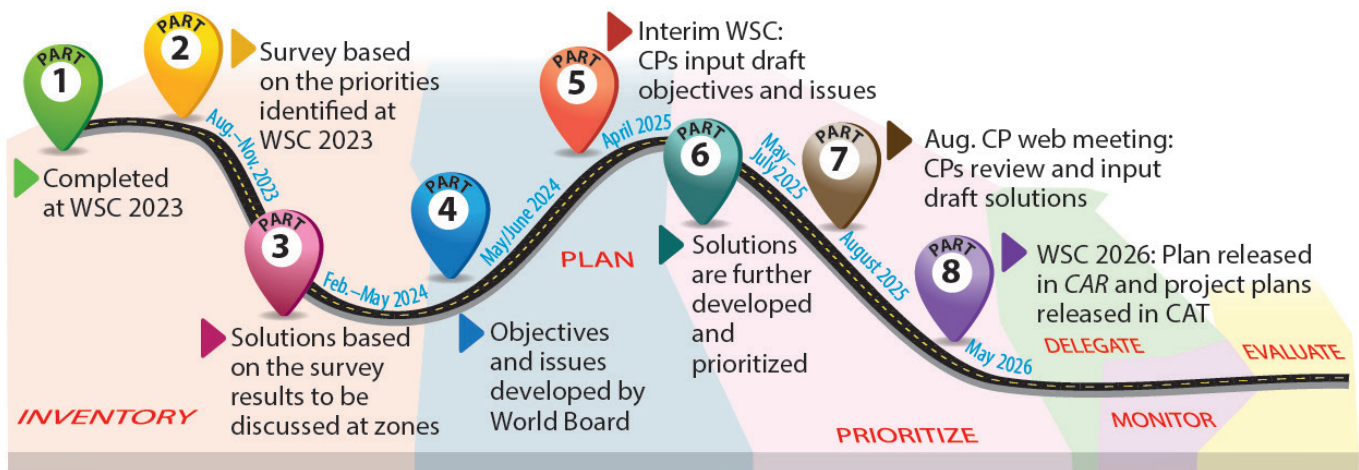 PART
1
Completed
at WSC 2023
PART
2
Survey based
on the priorities
identified at
WSC 2023
Aug.–Nov. 2023
PART
3
Solutions based
on the survey
results to be
discussed at zones
Feb.–May 2024
INVENTORY
PART
4
Objectives
and issues
developed by
World Board
May/June 2024
PLAN
PART
5
Interim WSC:
CPs input draft
objectives and issues
April 2025
PART
6
Solutions
are further
developed
and
prioritized
May–
July 2025
PART
7
Aug. CP web meeting:
CPs review and input
draft solutions
August 2025
PRIORITIZE
PART
8
WSC 2026: Plan released
in CAR and project plans
released in CAT
May 2026
DELEGATE
MONITOR
EVALUATE